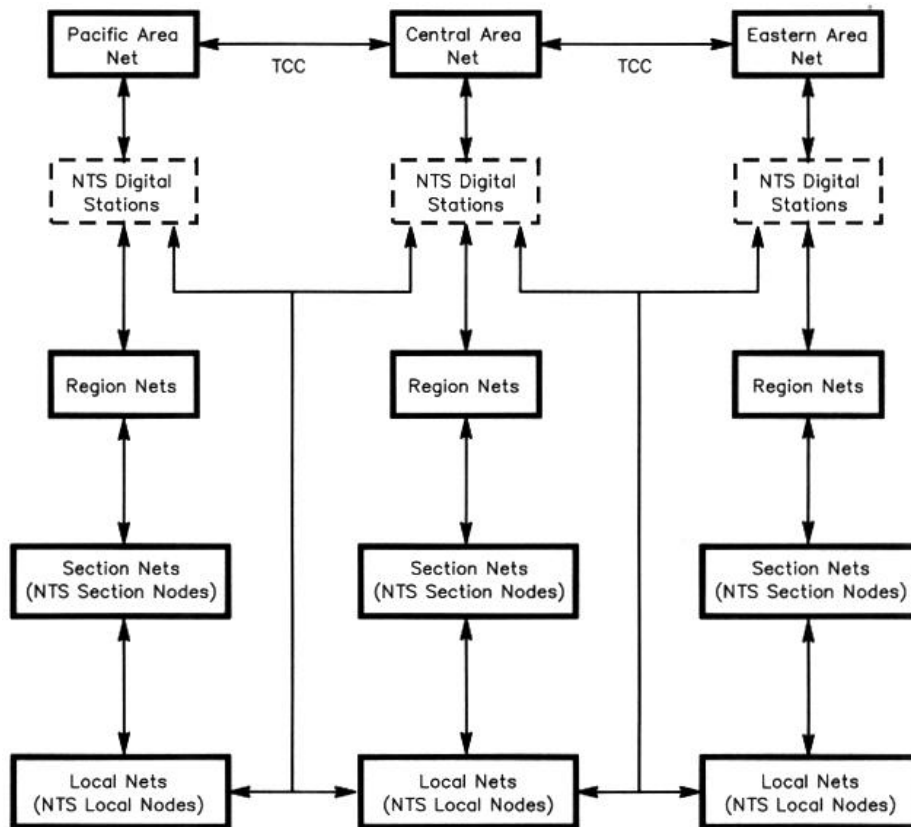 Pacific Area
Net
Central Area
Net
Eastern Area
Net
TCC
TCC
NTS Digital
Stations
NTS Digital
Stations
NTS Digital
Stations
Region Nets
Region Nets
Region Nets
Section Nets
(NTS Section Nodes)
Section Nets
(NTS Section Nodes)
Section Nets
(NTS Section Nodes)
Local Nets
(NTS Local Nodes)
Local Nets
(NTS Local Nodes)
Local Nets
(NTS Local Nodes)